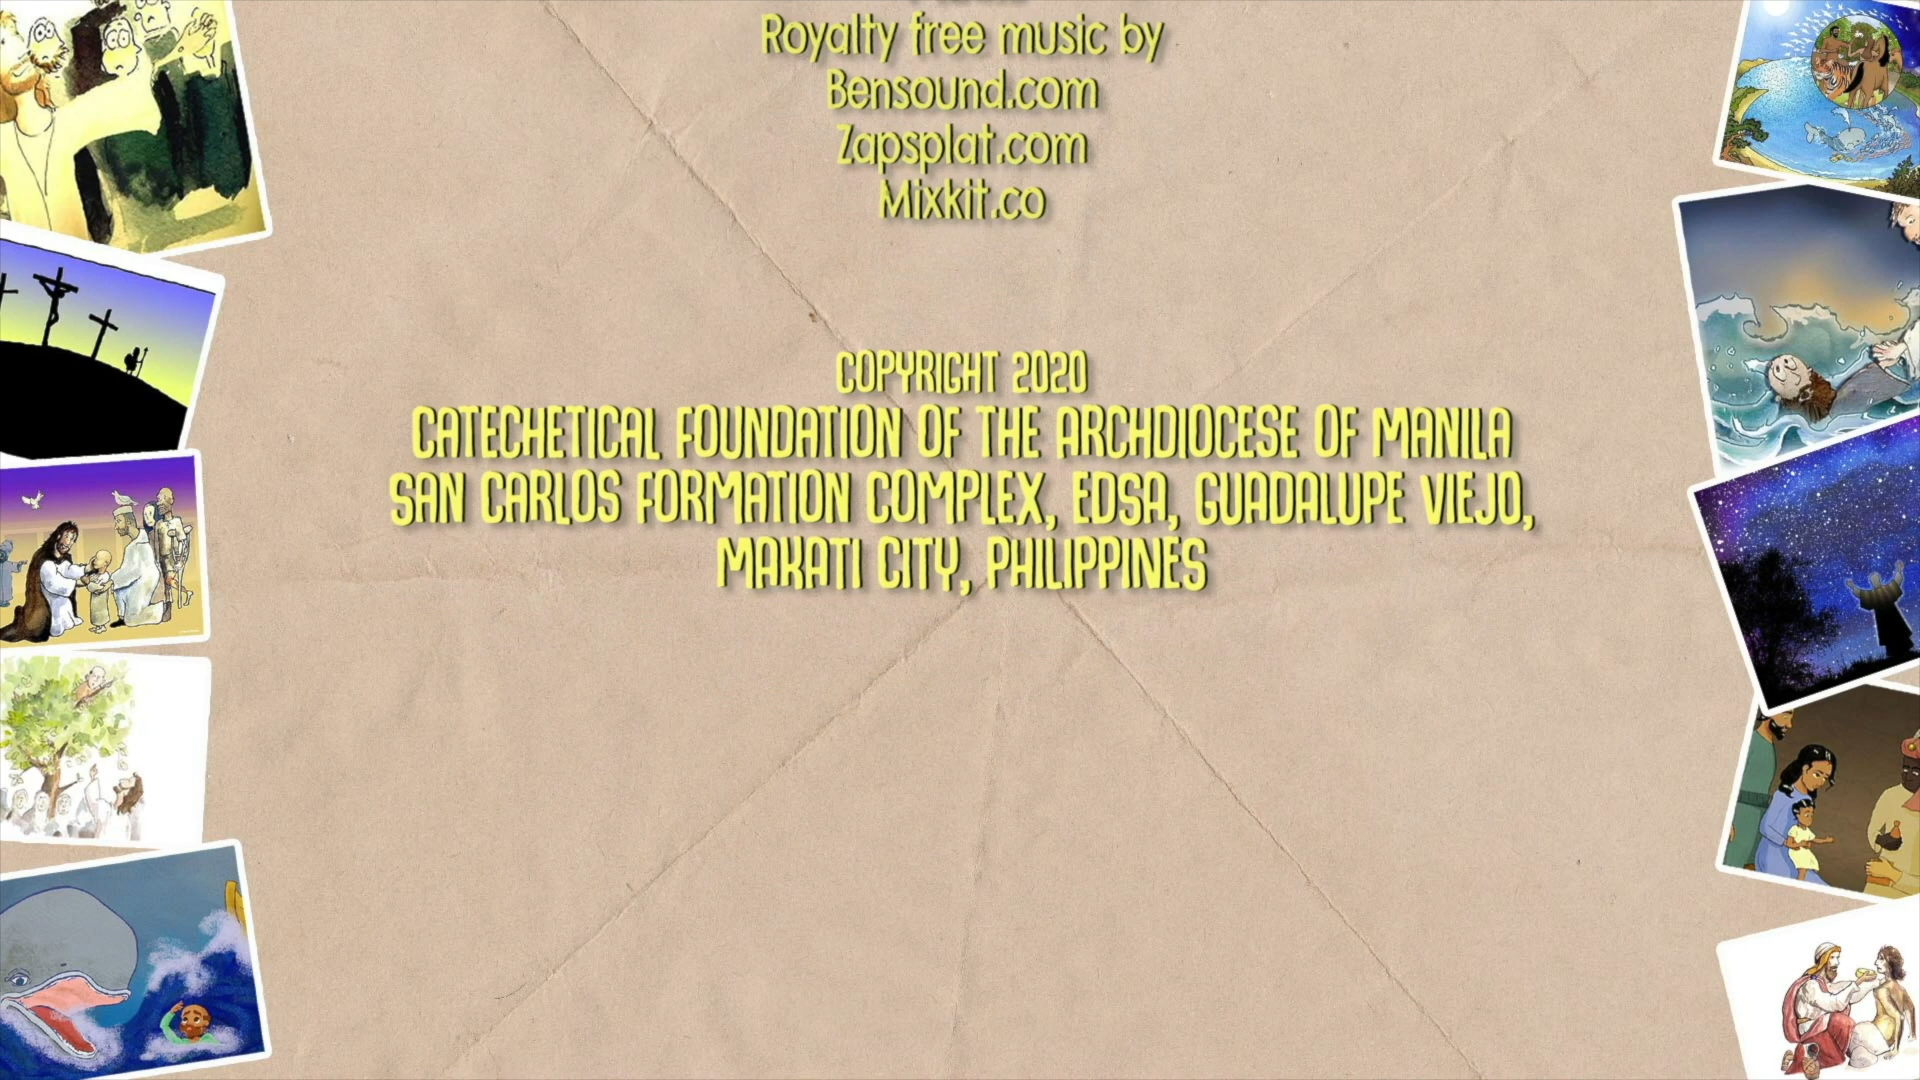 Royalty free music by
Bensound.com
Zapsplat.com
Mixkit.co
COPYRIGHT 2020
CATECHETICAL FOUNDATION OF THE ARCHDIOCESE OF MANILA
SAN CARLOS FORMATION COMPLEX, EDSA, GUADALUPE VIEJO,
MAKATI CITY, PHILIPPINES